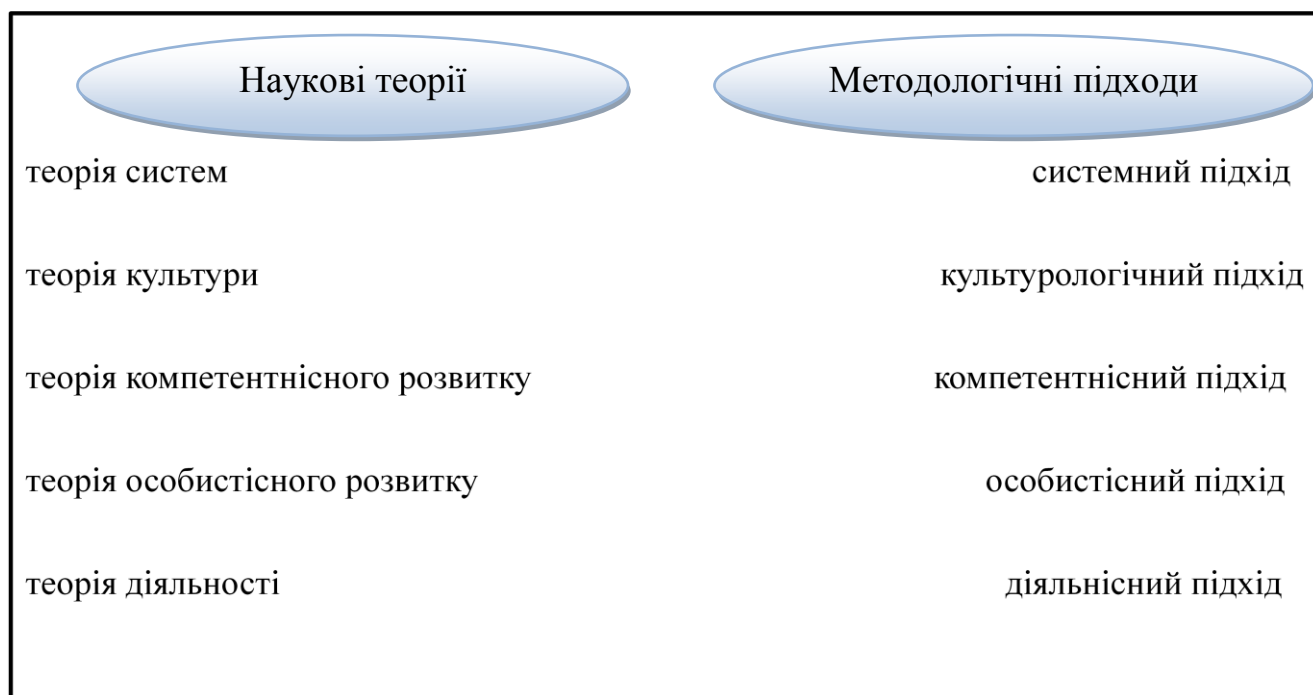 Наукові теорії
Методологічні підходи
теорія систем
системний підхід
теорія культури
культурологічний підхід
теорія компетентнісного розвитку
компетентнісний підхід
теорія особистісного розвитку
особистісний підхід
теорія діяльності
діяльнісний підхід